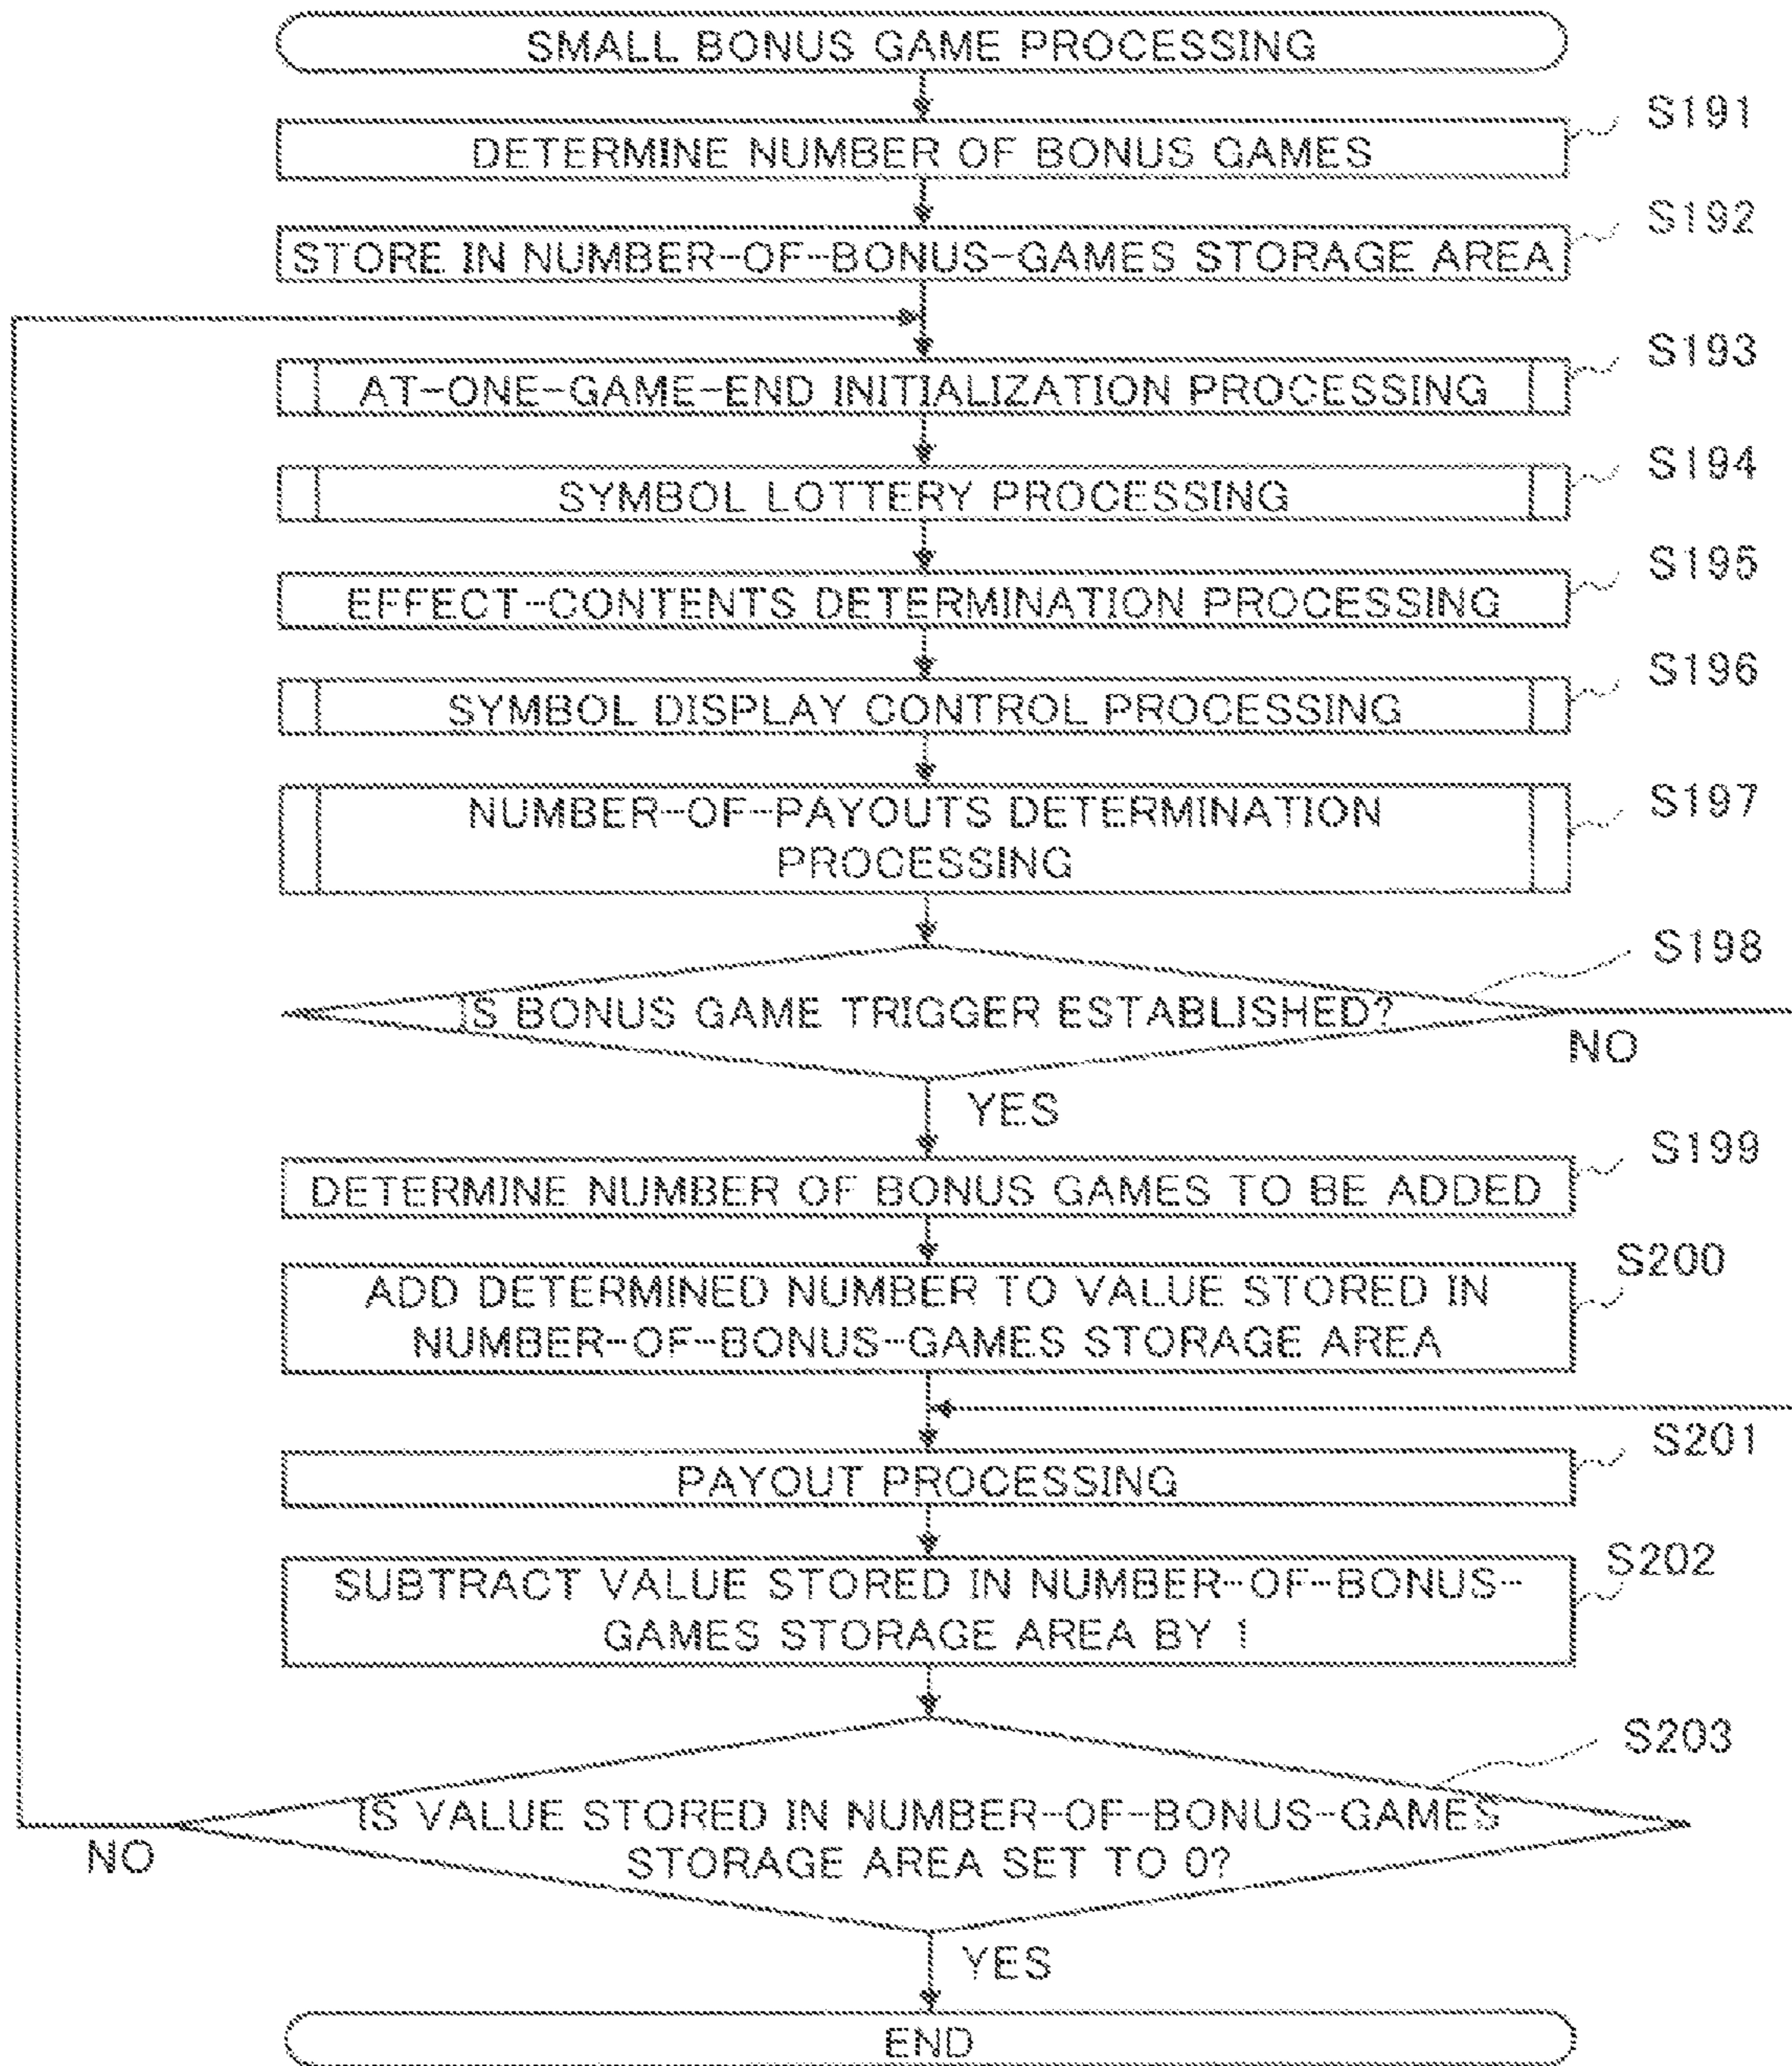 SMALL BONUS GAME PROCESSING
S191
DETERMINE NUMBER OF BONUS GAMES
S192
STORE IN NUMBER-OF-BONUS-GAMES STORAGE AREA
S193
AT-ONE-GAME-END INITIALIZATION PROCESSING
S194
SYMBOL LOTTERY PROCESSING
S195
EFFECT-CONTENTS DETERMINATION PROCESSING
S196
SYMBOL DISPLAY CONTROL PROCESSING
S197
NUMBER-OF-PAYOUTS DETERMINATION
PROCESSING
S198
IS BONUS GAME TRIGGER ESTABLISHED?
NO
YES
S199
DETERMINE NUMBER OF BONUS GAMES TO BE ADDED
S200
ADD DETERMINED NUMBER TO VALUE STORED IN
NUMBER-OF-BONUS-GAMES STORAGE AREA
S201
PAYOUT PROCESSING
S202
SUBTRACT VALUE STORED IN NUMBER-OF-BONUS-
GAMES STORAGE AREA BY 1
S203
IS VALUE STORED IN NUMBER-OF-BONUS-GAMES
STORAGE AREA SET TO 0?
NO
YES
END